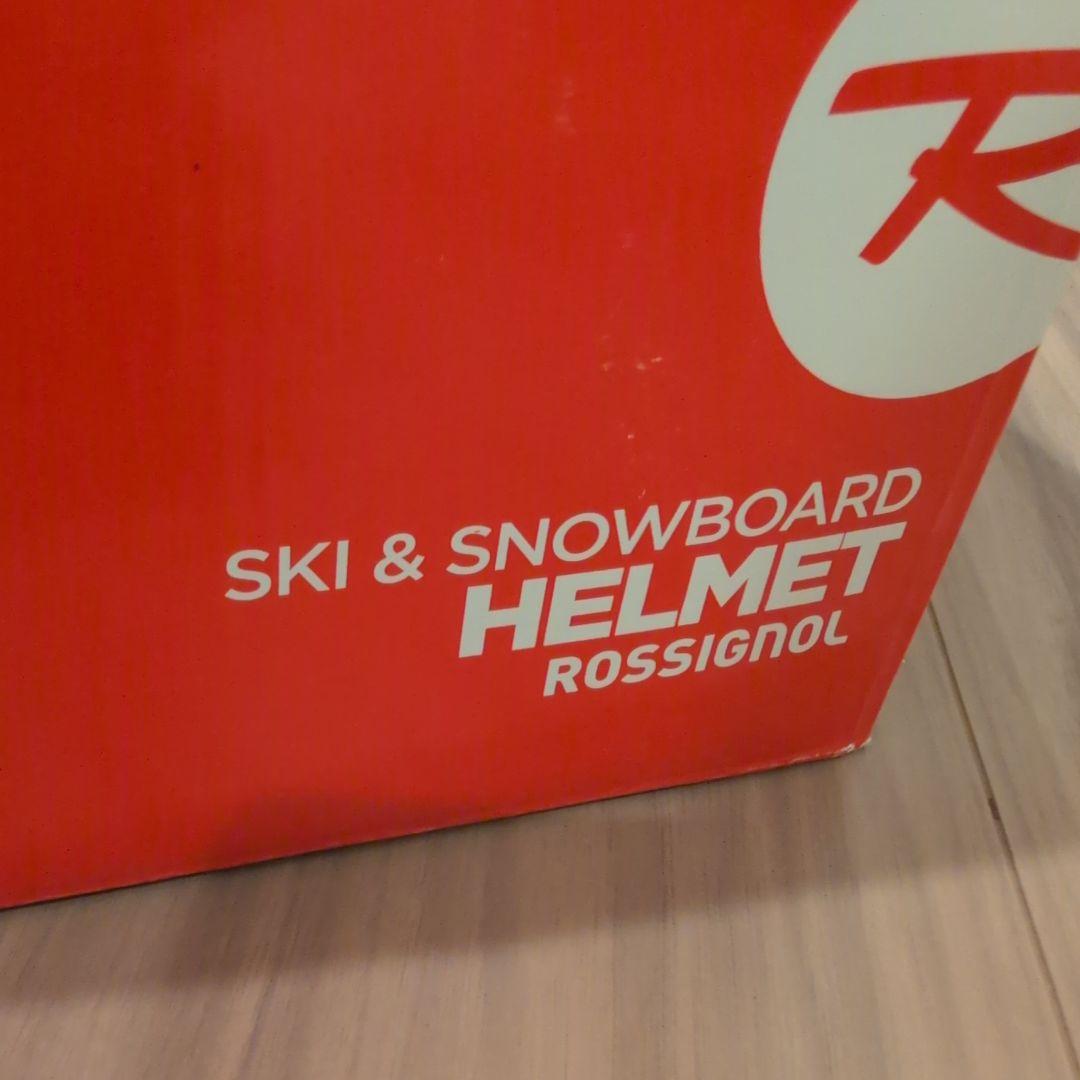 R
SKI & SNOWBOARD
HELMET
ROSSIGNOL